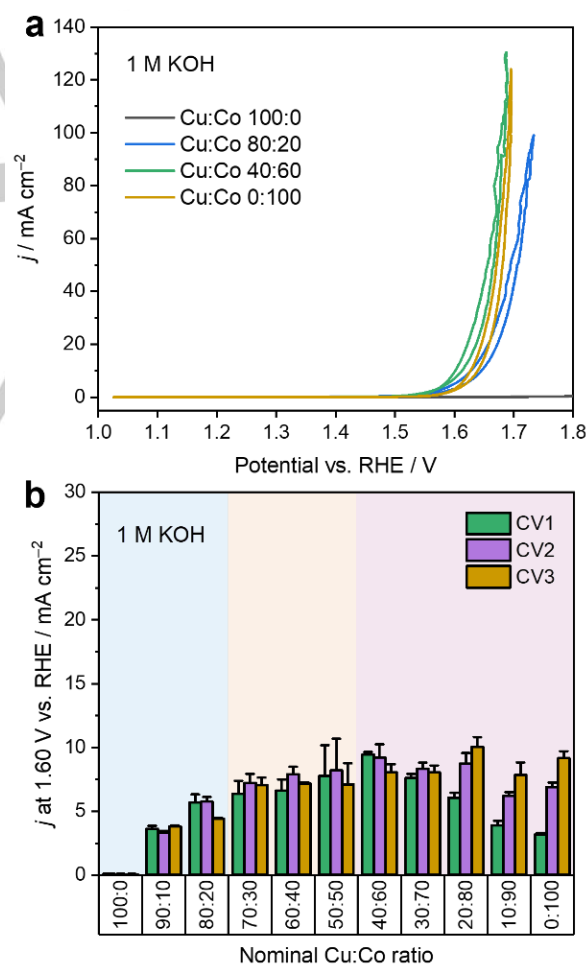 a
140
120
100
80
60
40
20
0
j / mA cm⁻²
1 M KOH
Cu:Co 100:0
Cu:Co 80:20
Cu:Co 40:60
Cu:Co 0:100
1.0 1.1 1.2 1.3 1.4 1.5 1.6 1.7 1.8
Potential vs. RHE / V
b
30
25
20
15
10
5
0
j at 1.60 V vs. RHE / mA cm⁻²
1 M KOH
CV1
CV2
CV3
100:0 90:10 80:20 70:30 60:40 50:50 40:60 30:70 20:80 10:90 0:100
Nominal Cu:Co ratio